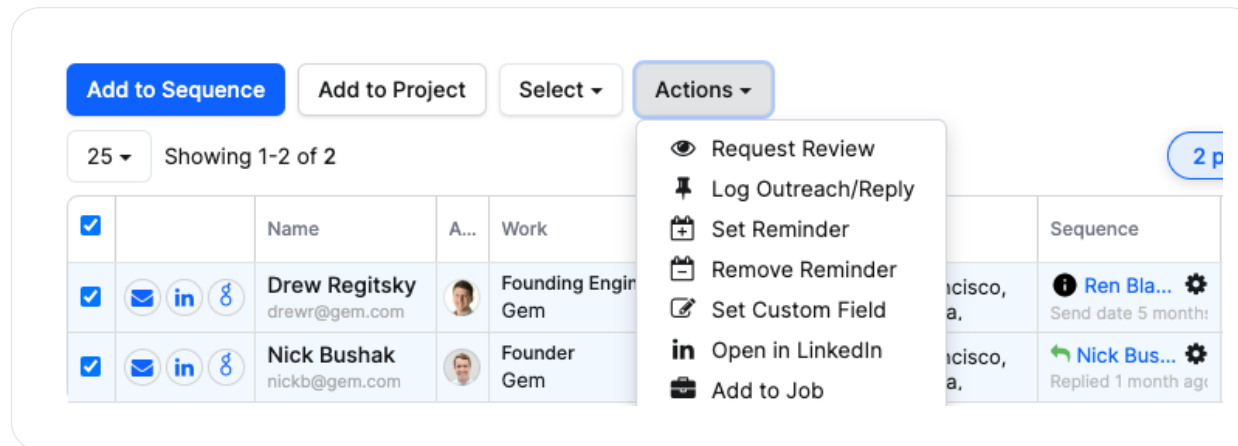 Add to Sequence Add to Project Select Actions
25 Showing 1-2 of 2 2 p
Request Review
Log Outreach/Reply
Set Reminder
Remove Reminder
Set Custom Field
Open in LinkedIn
Add to Job
Name A... Work Sequence
Drew Regitsky Founding Engin ncisco, Ren Bla...
drewr@gem.com Gem a, Send date 5 months
Nick Bushak Founder ncisco, Nick Bus...
nickb@gem.com Gem a, Replied 1 month ago